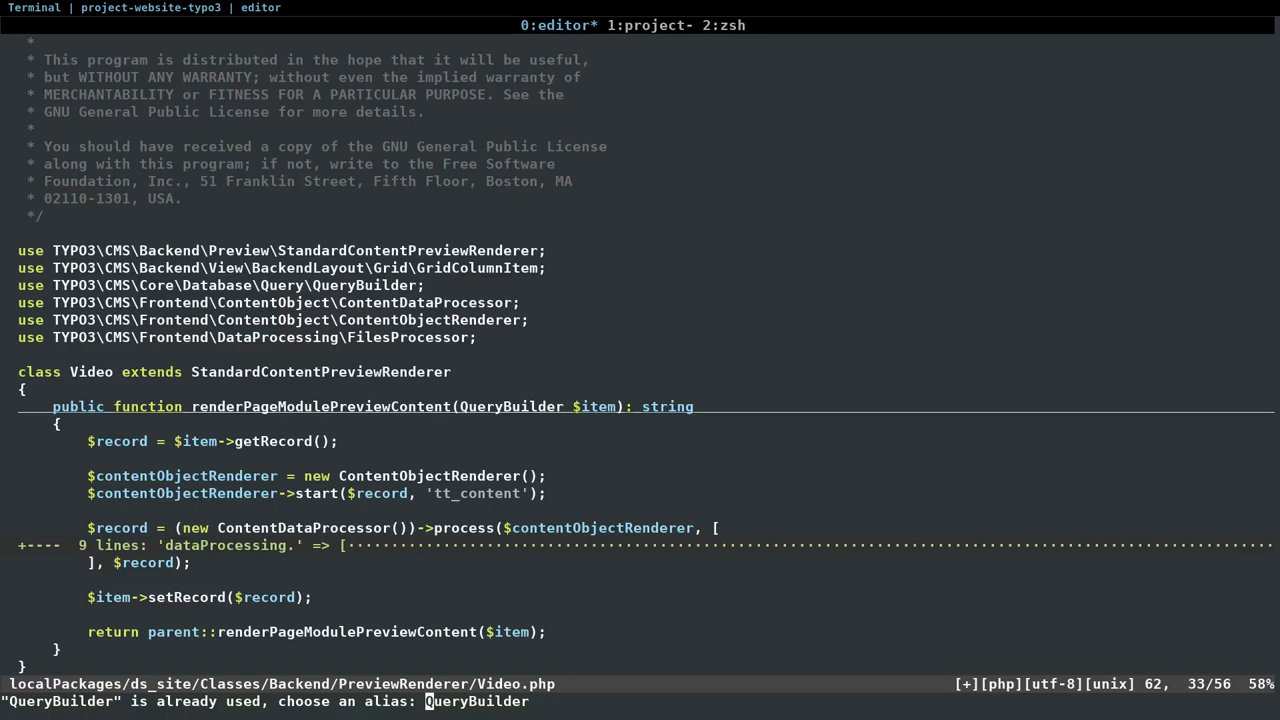 Terminal | project-website-typo3 | editor
0:editor* 1:project- 2:zsh
 *
 * This program is distributed in the hope that it will be useful,
 * but WITHOUT ANY WARRANTY; without even the implied warranty of
 * MERCHANTABILITY or FITNESS FOR A PARTICULAR PURPOSE. See the
 * GNU General Public License for more details.
 *
 * You should have received a copy of the GNU General Public License
 * along with this program; if not, write to the Free Software
 * Foundation, Inc., 51 Franklin Street, Fifth Floor, Boston, MA
 * 02110-1301, USA.
 */
use TYPO3\CMS\Backend\Preview\StandardContentPreviewRenderer;
use TYPO3\CMS\Backend\View\BackendLayout\Grid\GridColumnItem;
use TYPO3\CMS\Core\Database\Query\QueryBuilder;
use TYPO3\CMS\Frontend\ContentObject\ContentDataProcessor;
use TYPO3\CMS\Frontend\ContentObject\ContentObjectRenderer;
use TYPO3\CMS\Frontend\DataProcessing\FilesProcessor;
class Video extends StandardContentPreviewRenderer
{
    public function renderPageModulePreviewContent(QueryBuilder $item): string
    {
        $record = $item->getRecord();
        $contentObjectRenderer = new ContentObjectRenderer();
        $contentObjectRenderer->start($record, 'tt_content');
        $record = (new ContentDataProcessor())->process($contentObjectRenderer, [
+----  9 lines: 'dataProcessing.' => [···········································································································
        ], $record);
        $item->setRecord($record);
        return parent::renderPageModulePreviewContent($item);
    }
}
localPackages/ds_site/Classes/Backend/PreviewRenderer/Video.php [+][php][utf-8][unix] 62, 33/56 58%
"QueryBuilder" is already used, choose an alias: QueryBuilder